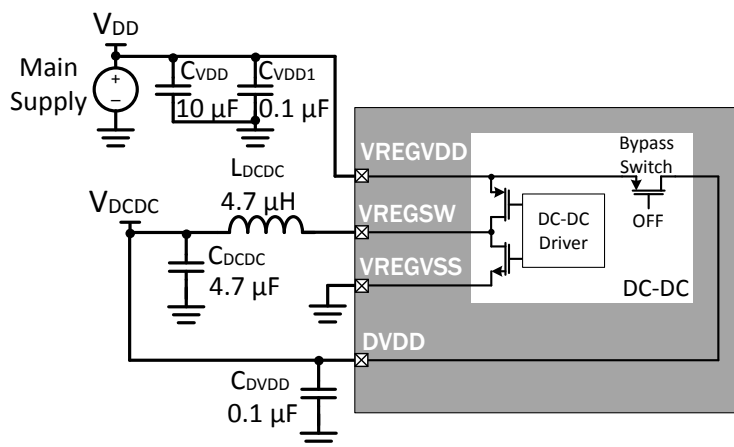 VDD
Main
Supply
+
–
CVDD
10 µF
CVDD1
0.1 µF
VREGVDD
Bypass
Switch
OFF
LDCDC
4.7 µH
VDCDC
VREGSW
DC-DC
Driver
CDCDC
4.7 µF
VREGVSS
DC-DC
DVDD
CDVDD
0.1 µF